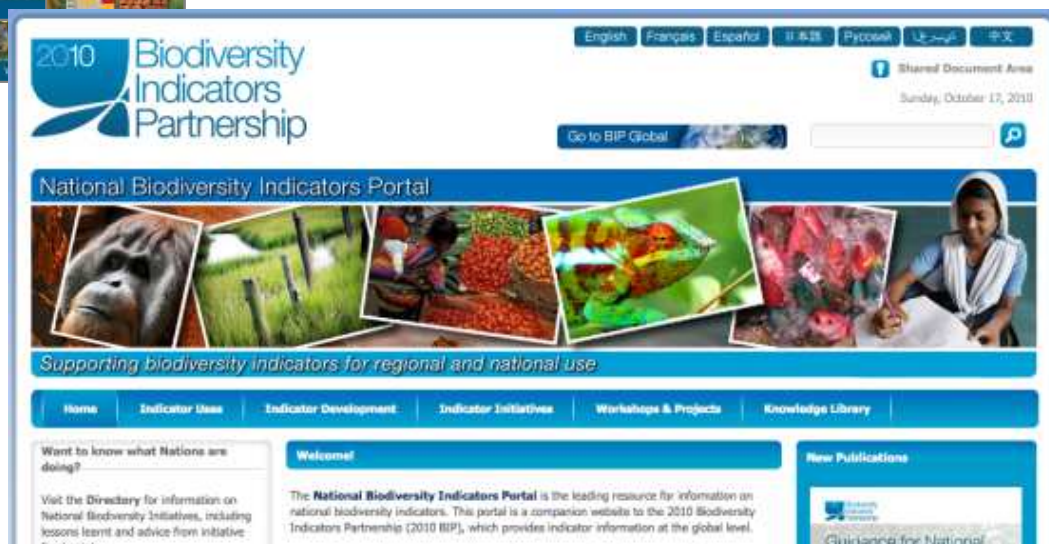 2010 Biodiversity
Indicators
Partnership
English Français Español 日本語 Русский 中文
Shared Document Area
Sunday, October 17, 2010
Go to BIP Global
National Biodiversity Indicators Portal
Supporting biodiversity indicators for regional and national use
Home Indicator Uses Indicator Development Indicator Initiatives Workshops & Projects Knowledge Library
Want to know what Nations are
doing?
Visit the Directory for information on
National Biodiversity Initiatives, including
lessons learnt and advice from initiative
Welcome!
The National Biodiversity Indicators Portal is the leading resource for information on
national biodiversity indicators. This portal is a companion website to the 2010 Biodiversity
Indicators Partnership (2010 BIP), which provides indicator information at the global level.
New Publications
Guidance for National